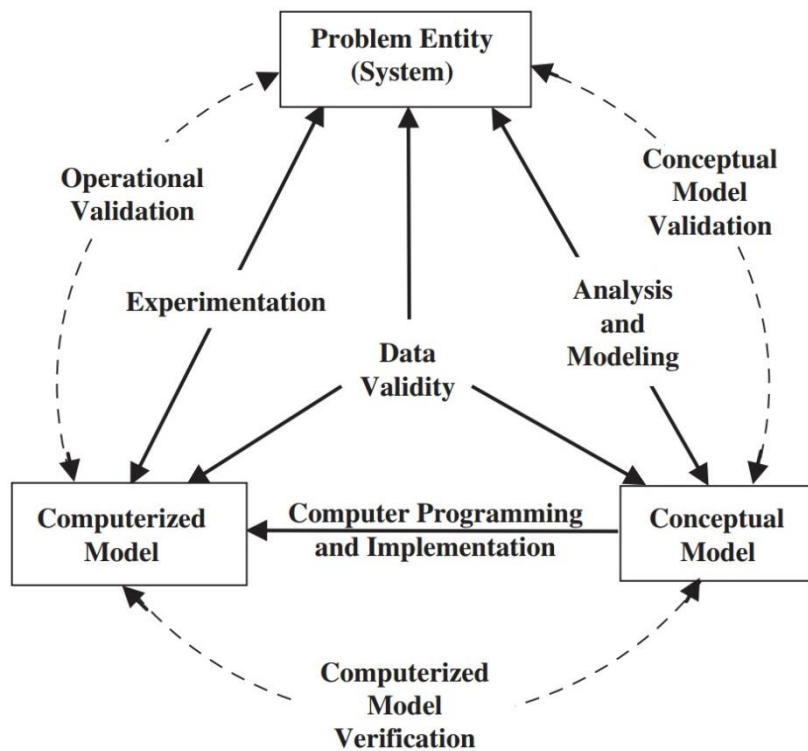 Problem Entity
(System)
Operational
Validation
Conceptual
Model
Validation
Experimentation
Analysis
and
Modeling
Data
Validity
Computerized
Model
Computer Programming
and Implementation
Conceptual
Model
Computerized
Model
Verification